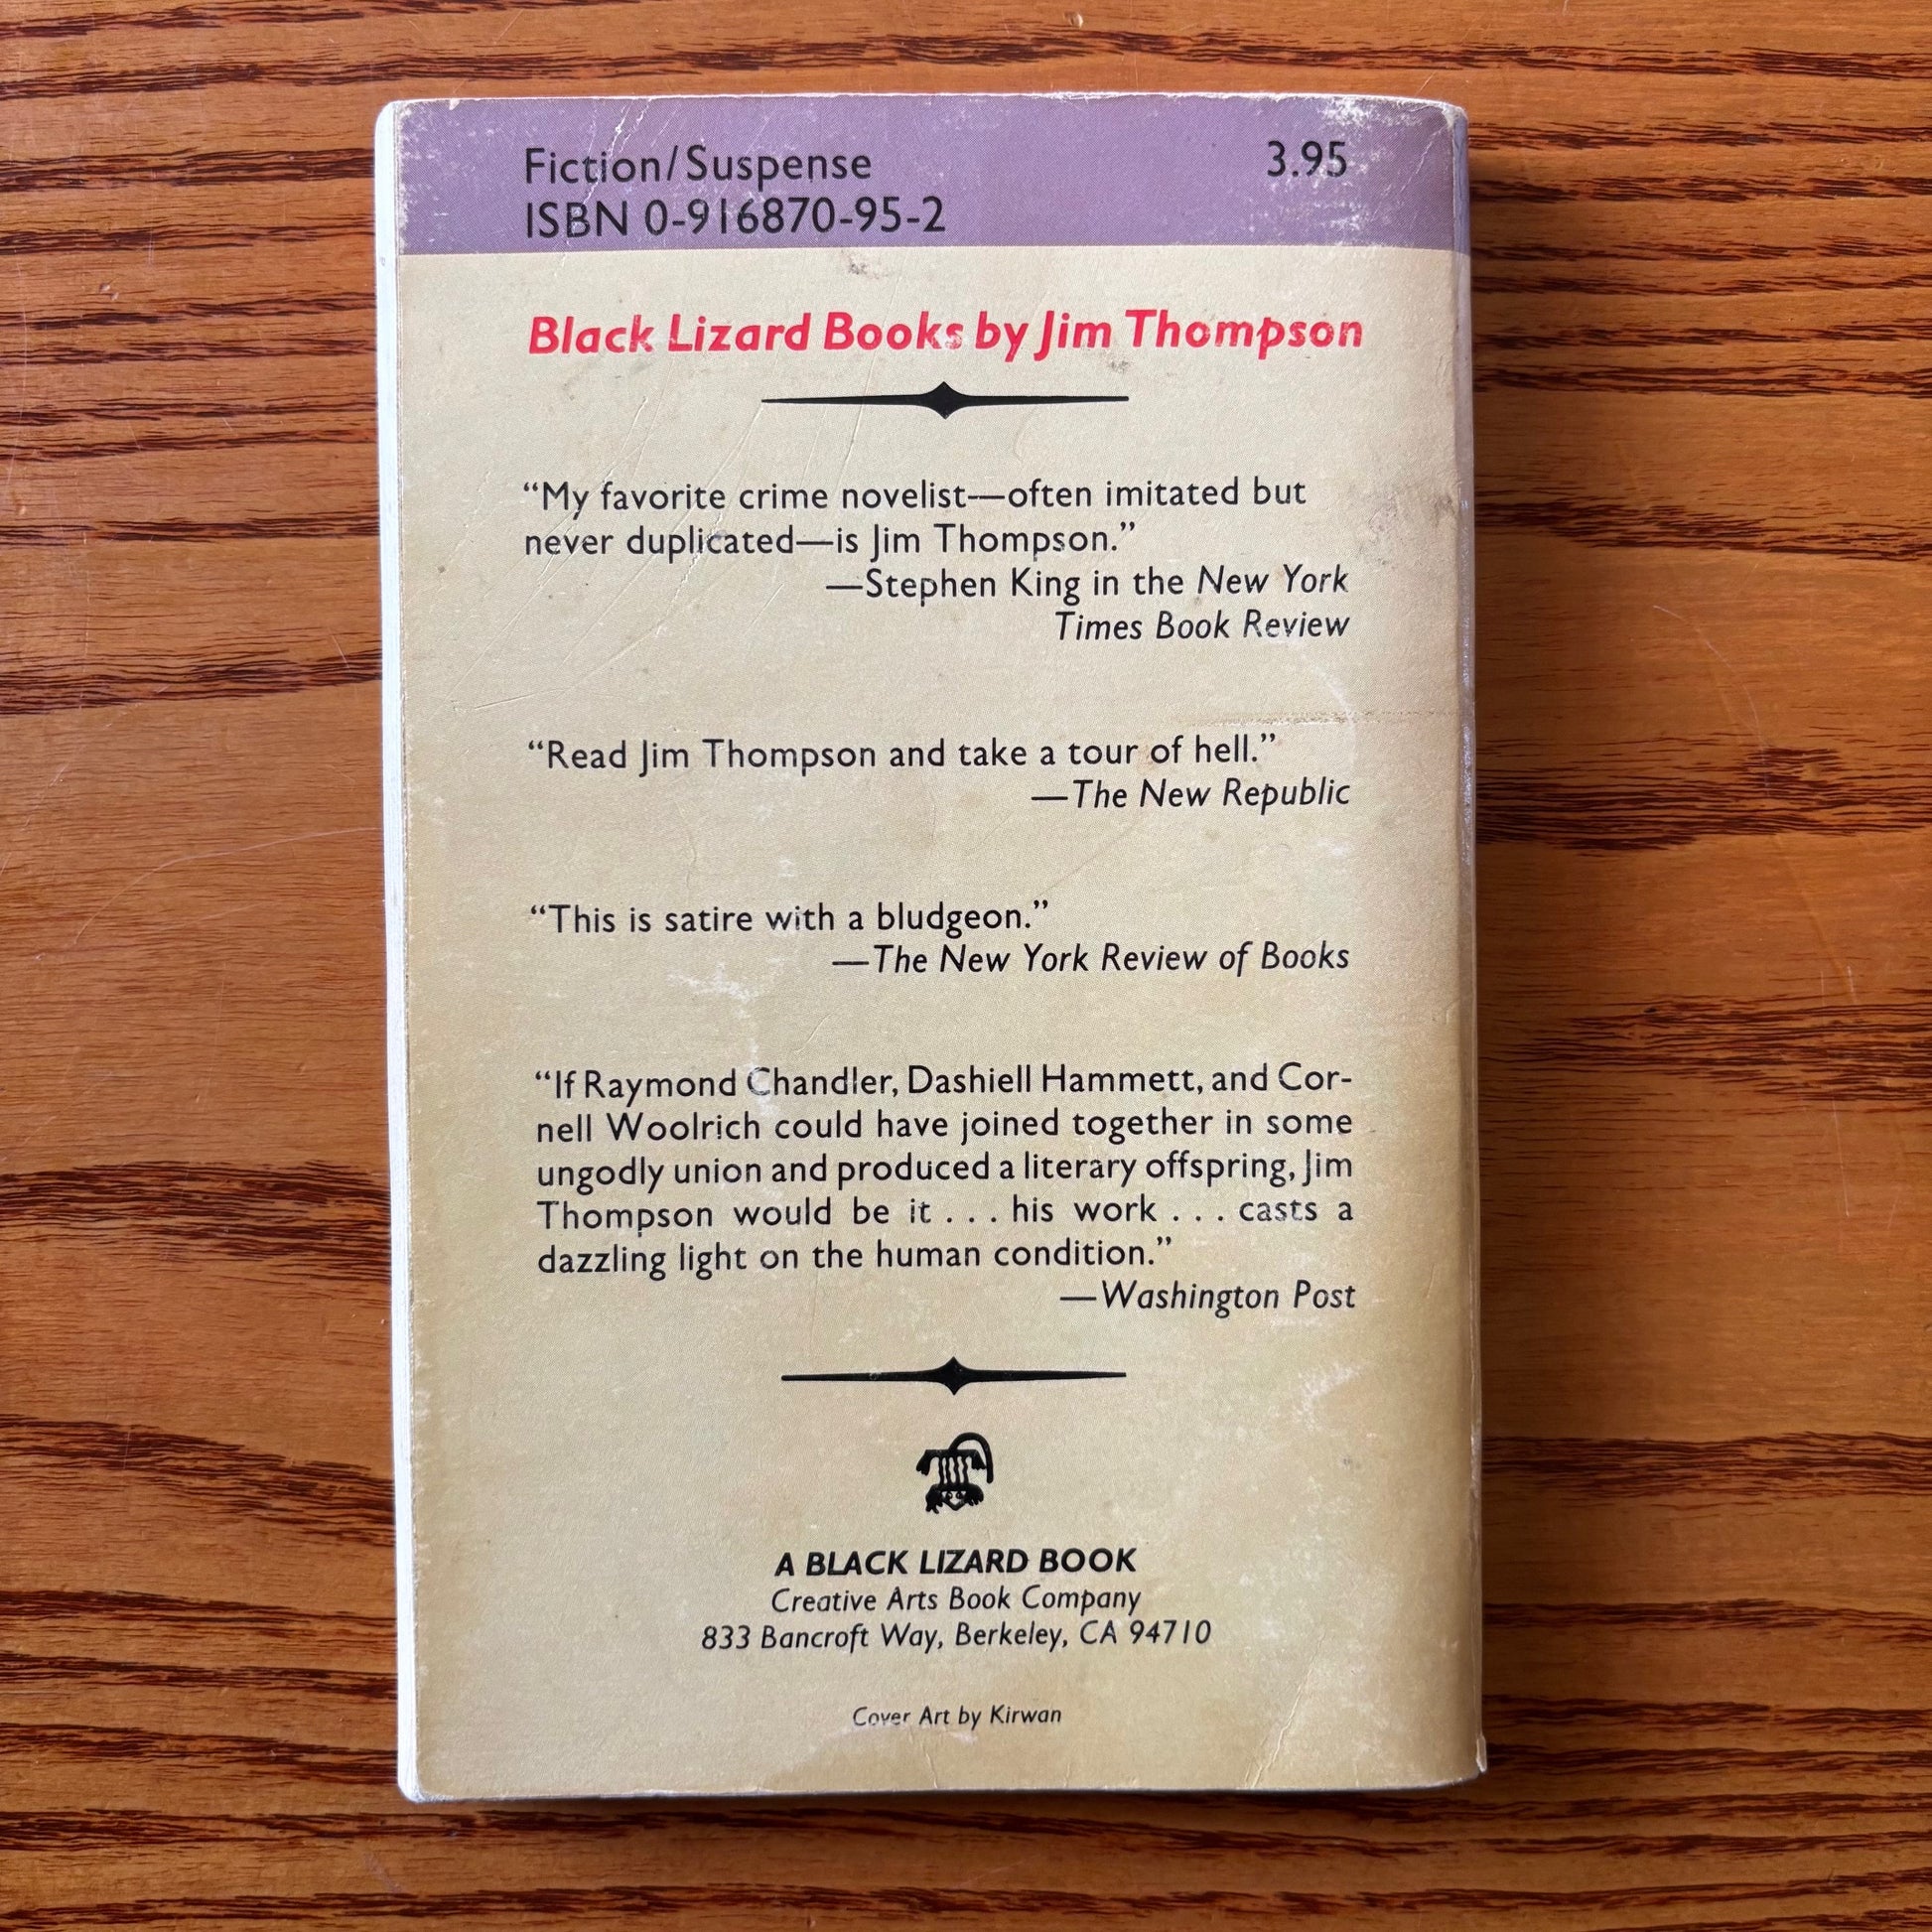 Fiction/Suspense 3.95
ISBN 0-916870-95-2
Black Lizard Books by Jim Thompson
“My favorite crime novelist—often imitated but
never duplicated—is Jim Thompson.”
—Stephen King in the New York
Times Book Review
“Read Jim Thompson and take a tour of hell.”
—The New Republic
“This is satire with a bludgeon.”
—The New York Review of Books
“If Raymond Chandler, Dashiell Hammett, and Cor-
nell Woolrich could have joined together in some
ungodly union and produced a literary offspring, Jim
Thompson would be it . . . his work . . . casts a
dazzling light on the human condition.”
—Washington Post
A BLACK LIZARD BOOK
Creative Arts Book Company
833 Bancroft Way, Berkeley, CA 94710
Cover Art by Kirwan